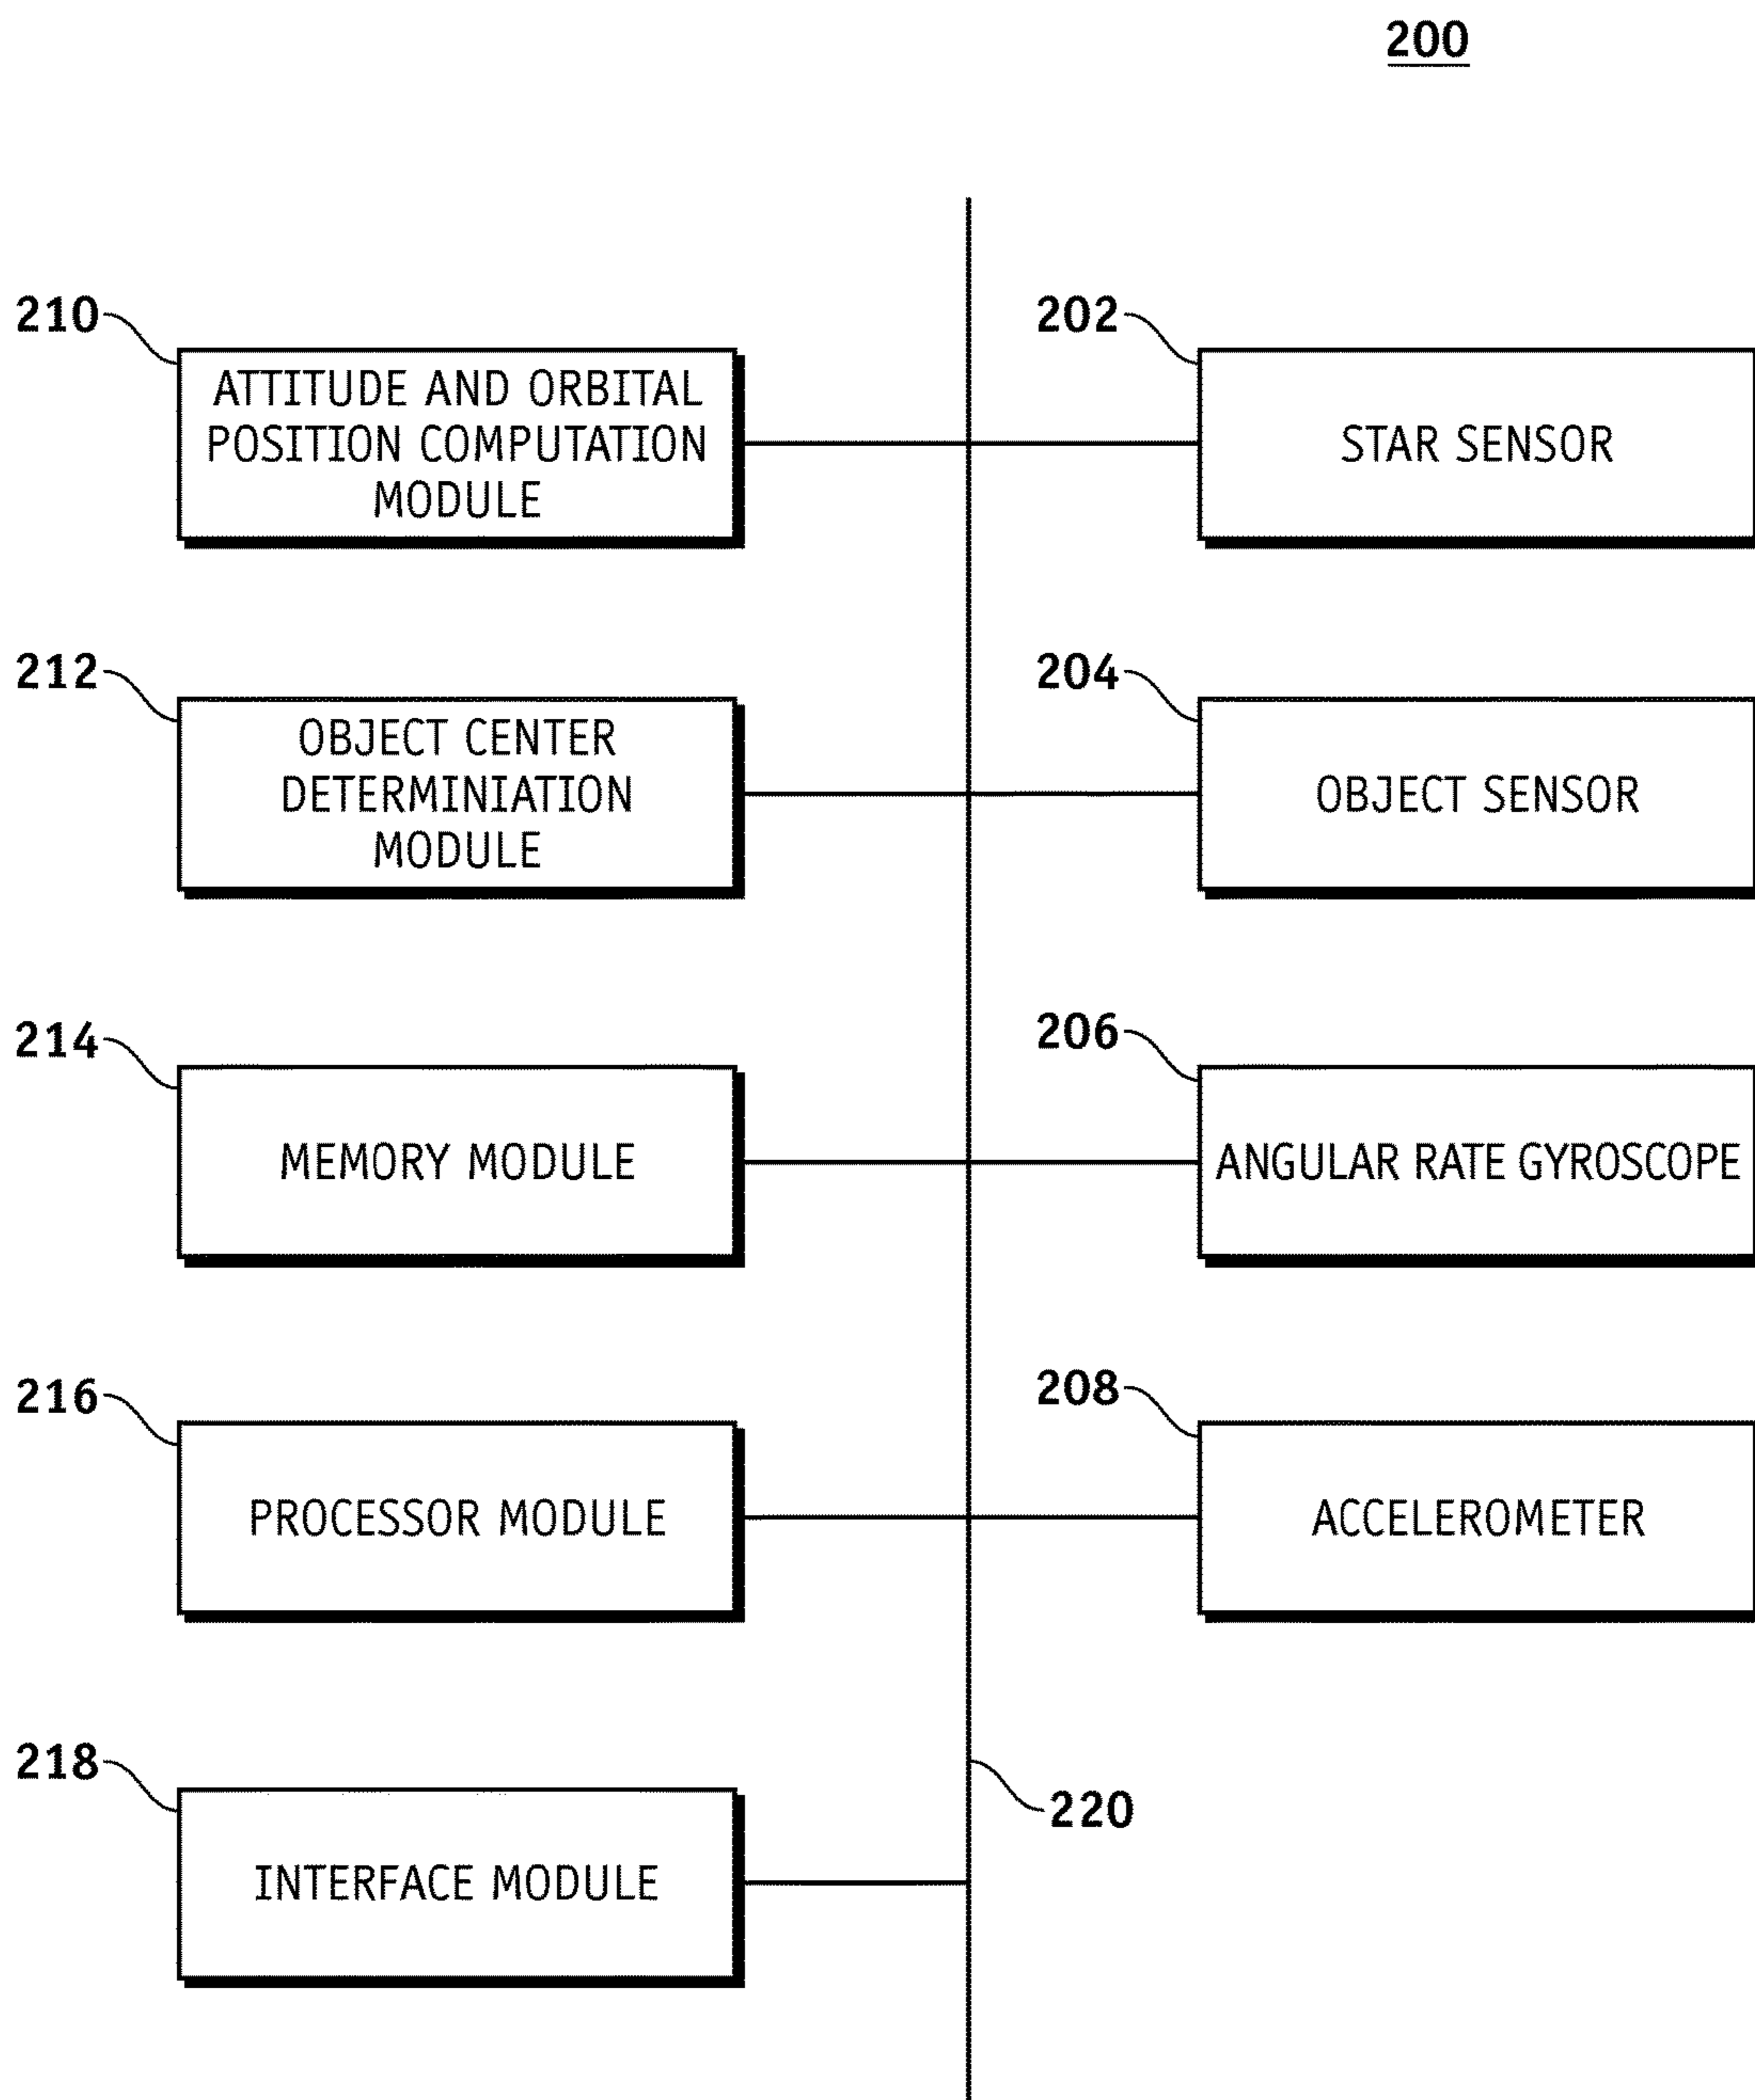 200
210
ATTITUDE AND ORBITAL
POSITION COMPUTATION
MODULE
202
STAR SENSOR
212
OBJECT CENTER
DETERMINIATION
MODULE
204
OBJECT SENSOR
214
MEMORY MODULE
206
ANGULAR RATE GYROSCOPE
216
PROCESSOR MODULE
208
ACCELEROMETER
218
INTERFACE MODULE
220